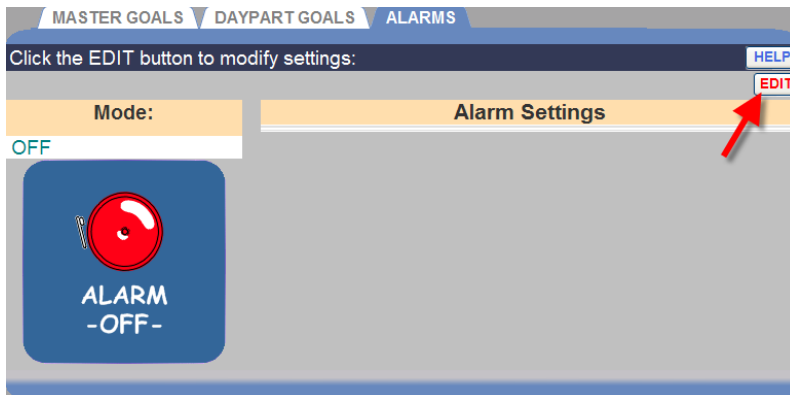 MASTER GOALS DAYPART GOALS ALARMS
Click the EDIT button to modify settings:
HELP
EDIT
Mode: Alarm Settings
OFF
ALARM
-OFF-